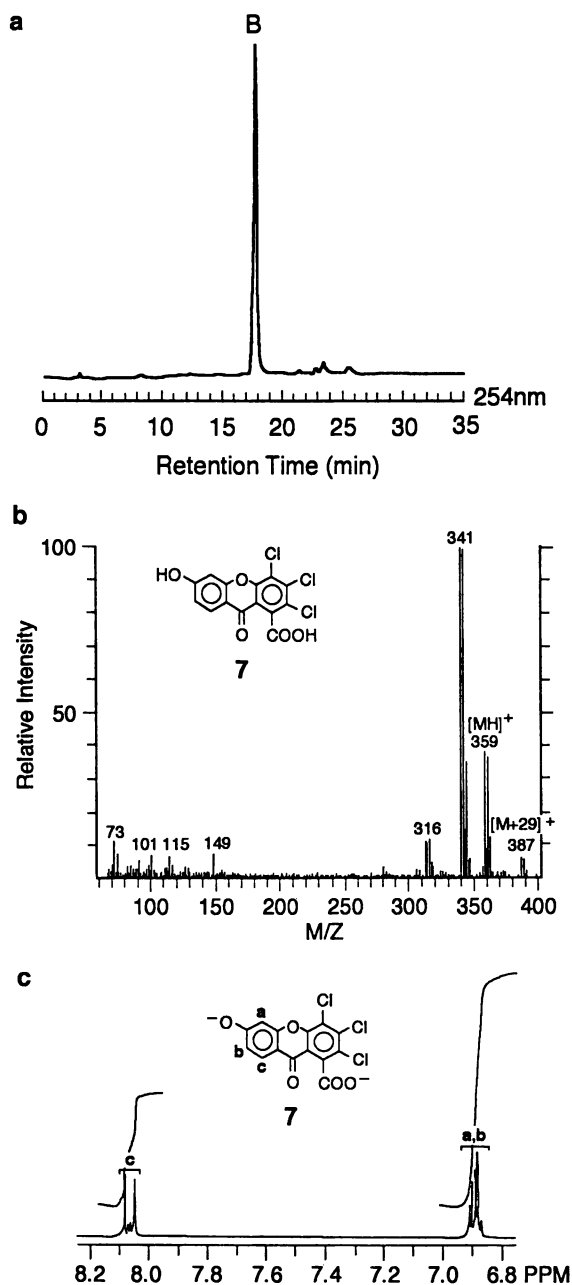 a
B
254nm
0 5 10 15 20 25 30 35
Retention Time (min)
b
100
50
Relative Intensity
HO
O
Cl
Cl
Cl
O
COOH
7
341
[MH]+
359
[M+29]+
387
316
73
101
115
149
100 150 200 250 300 350 400
M/Z
c
−O
a
O
Cl
Cl
Cl
b
c
O
COO−
7
c
a,b
8.2 8.0 7.8 7.6 7.4 7.2 7.0 6.8 PPM